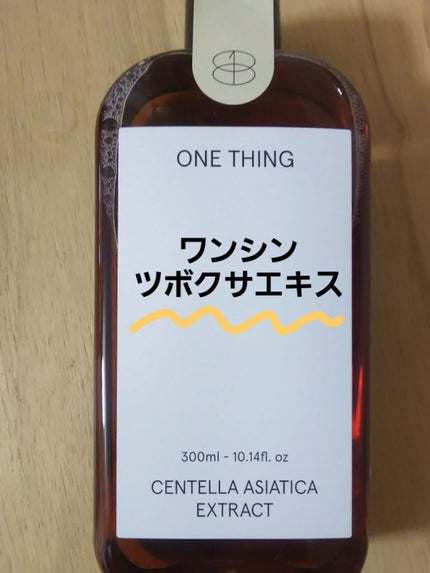 ONE THING
ワンシン
ツボクサエキス
300ml - 10.14fl. oz
CENTELLA ASIATICA
EXTRACT